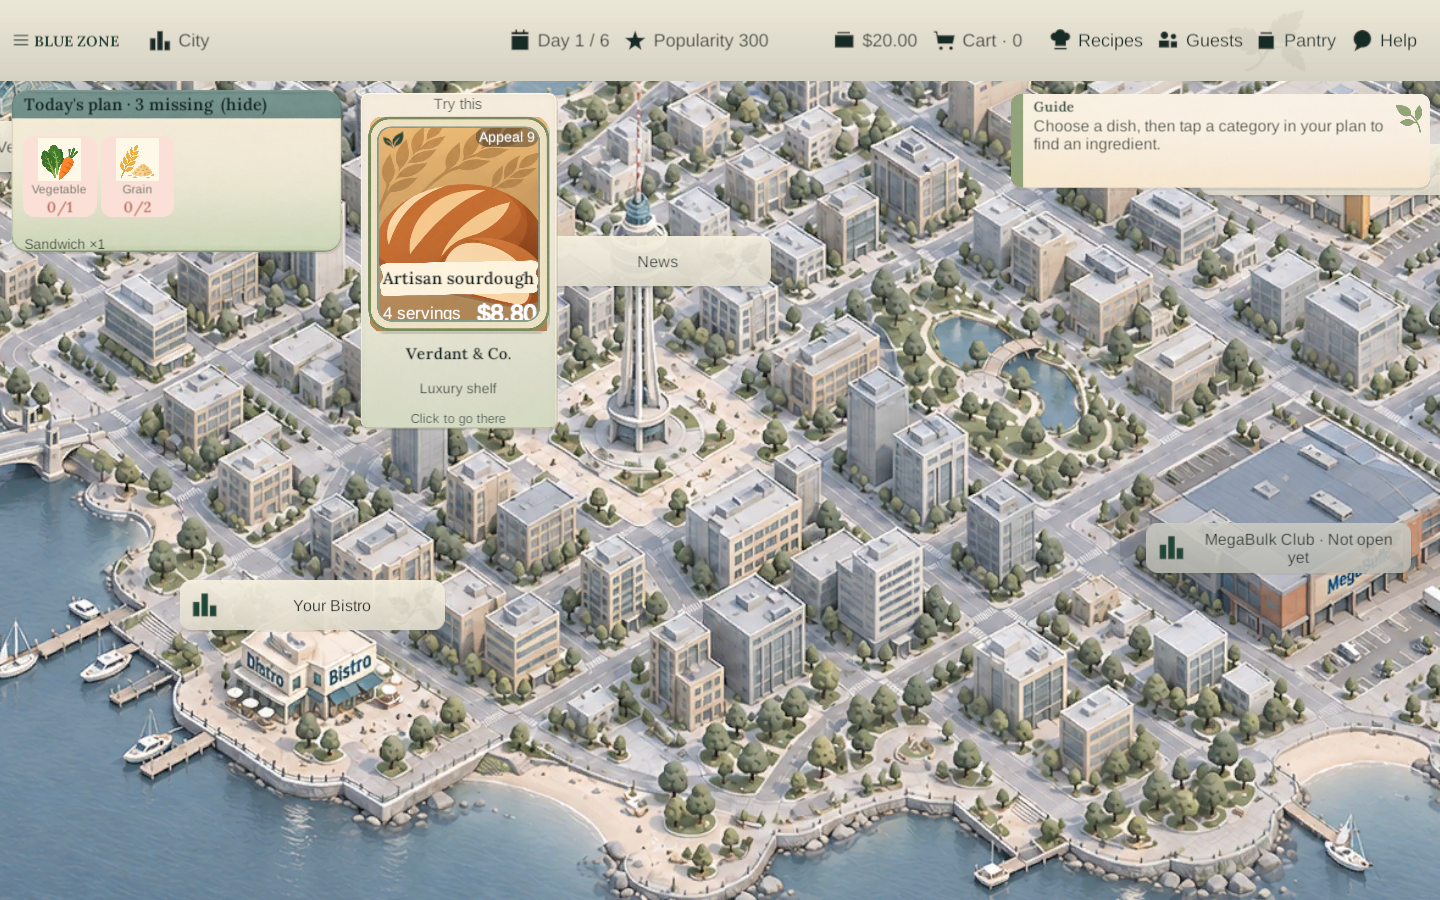 BLUE ZONE
City
Day 1 / 6
Popularity 300
$20.00
Cart · 0
Recipes
Guests
Pantry
Help
Today's plan · 3 missing (hide)
Vegetable
0/1
Grain
0/2
Sandwich ×1
Try this
Appeal 9
Artisan sourdough
4 servings
$8.80
Verdant & Co.
Luxury shelf
Click to go there
Guide
Choose a dish, then tap a category in your plan to
find an ingredient.
News
MegaBulk Club · Not open
yet
Your Bistro
Bistro